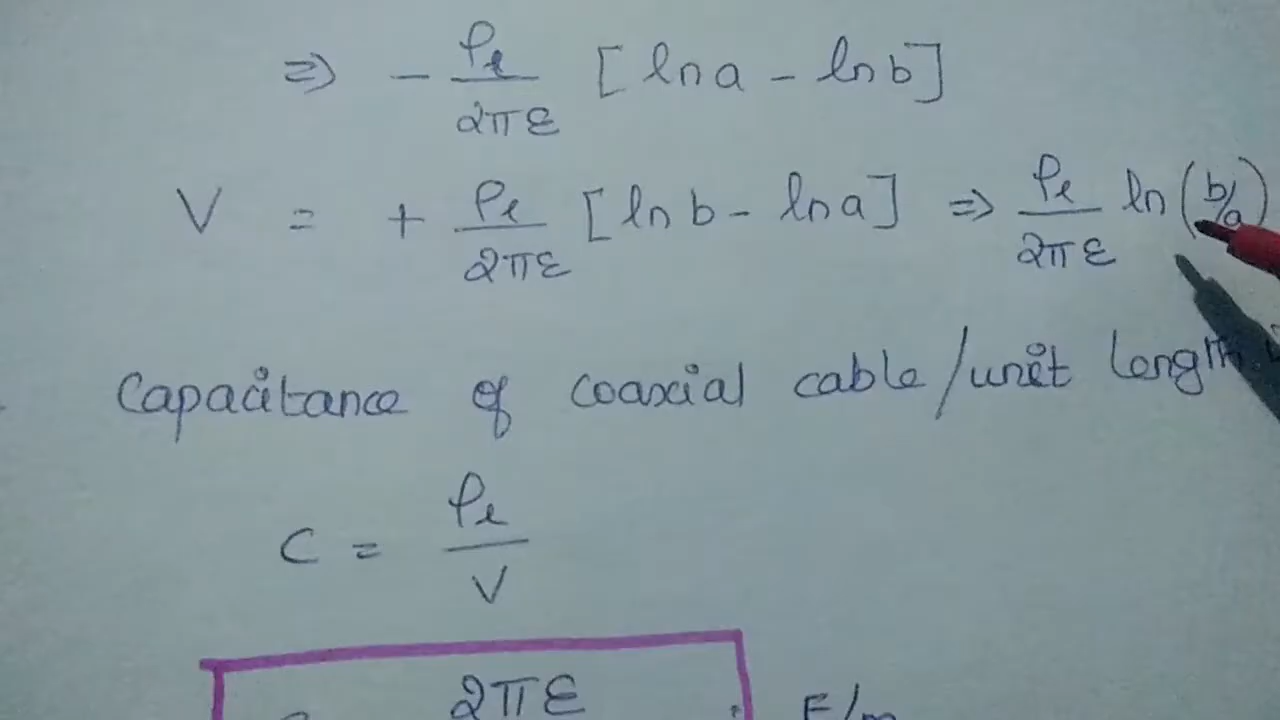 ⇒ - ρℓ/2πε [ln a - ln b]
V = + ρℓ/2πε [ln b - ln a] ⇒ ρℓ/2πε ln (b/a)
Capacitance of coaxial cable/unit length
C = ρℓ/V
2πε F/m